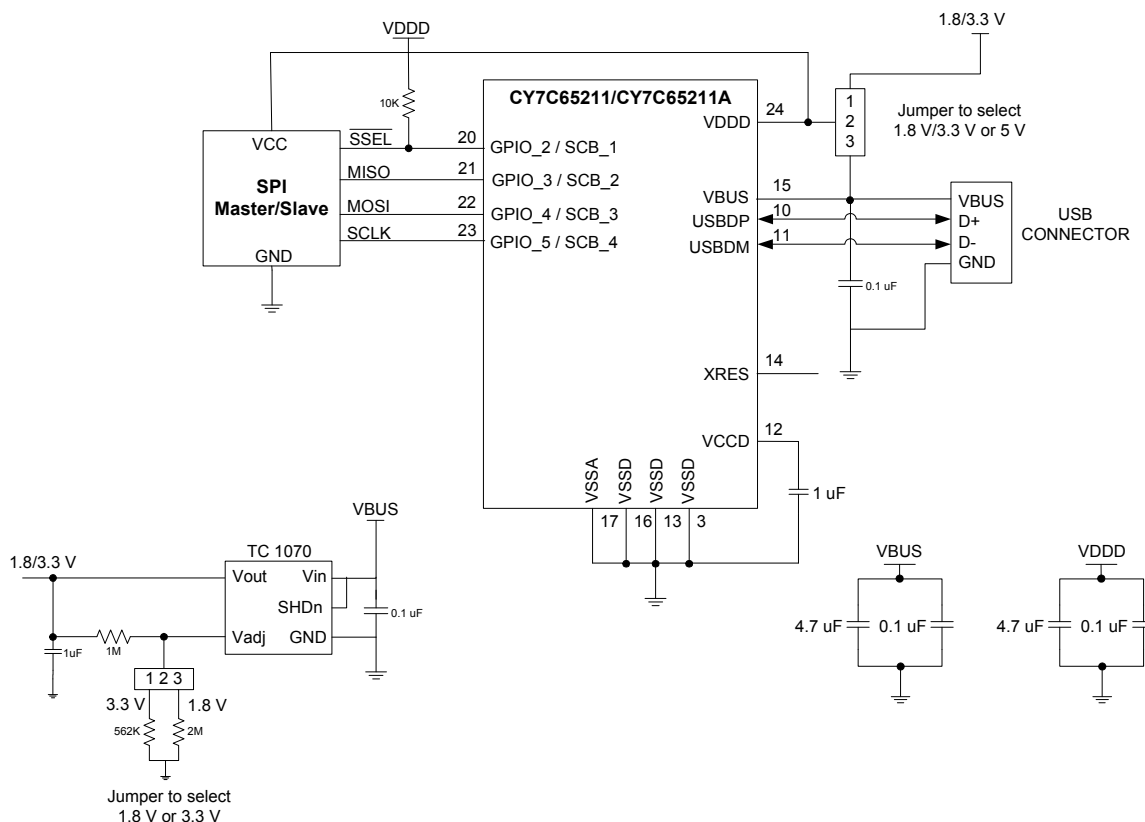 1.8/3.3 V
VDDD
10K
CY7C65211/CY7C65211A
VDDD
24
1
2
3
Jumper to select
1.8 V/3.3 V or 5 V
VCC
SPI
Master/Slave
GND
SSEL
MISO
MOSI
SCLK
20
21
22
23
GPIO_2 / SCB_1
GPIO_3 / SCB_2
GPIO_4 / SCB_3
GPIO_5 / SCB_4
VBUS
USBDP
USBDM
15
10
11
VBUS
D+
D-
GND
USB
CONNECTOR
0.1 uF
XRES
14
VCCD
12
1 uF
VSSA
VSSD
VSSD
VSSD
17
16
13
3
VBUS
TC 1070
1.8/3.3 V
Vout
Vin
SHDn
Vadj
GND
0.1 uF
1uF
1M
1 2 3
3.3 V
1.8 V
562K
2M
Jumper to select
1.8 V or 3.3 V
VBUS
4.7 uF
0.1 uF
VDDD
4.7 uF
0.1 uF